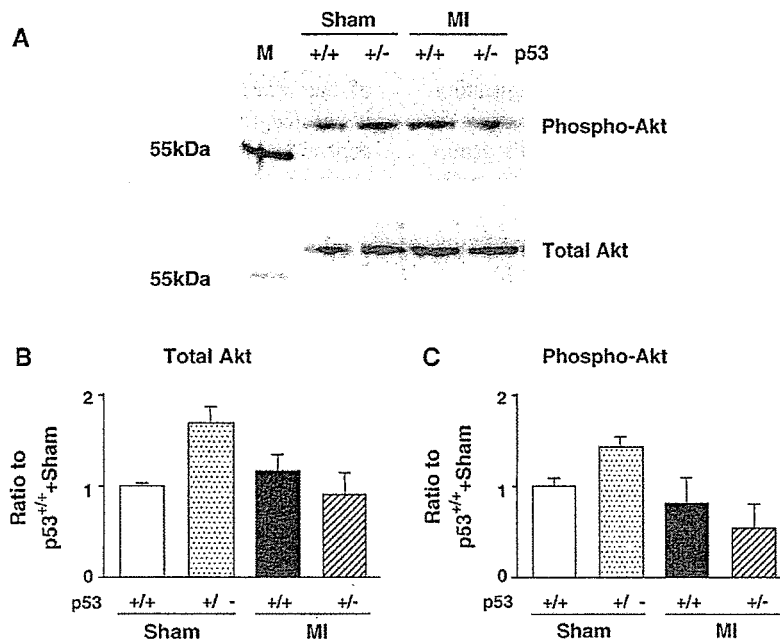 A
Sham MI
M +/+ +/- +/+ +/- p53
Phospho-Akt
55kDa
Total Akt
55kDa
B Total Akt
2
1
0
Ratio to
p53+/++Sham
p53 +/+ +/ - +/+ +/-
Sham MI
C Phospho-Akt
2
1
0
Ratio to
p53+/++Sham
p53 +/+ +/ - +/+ +/-
Sham MI